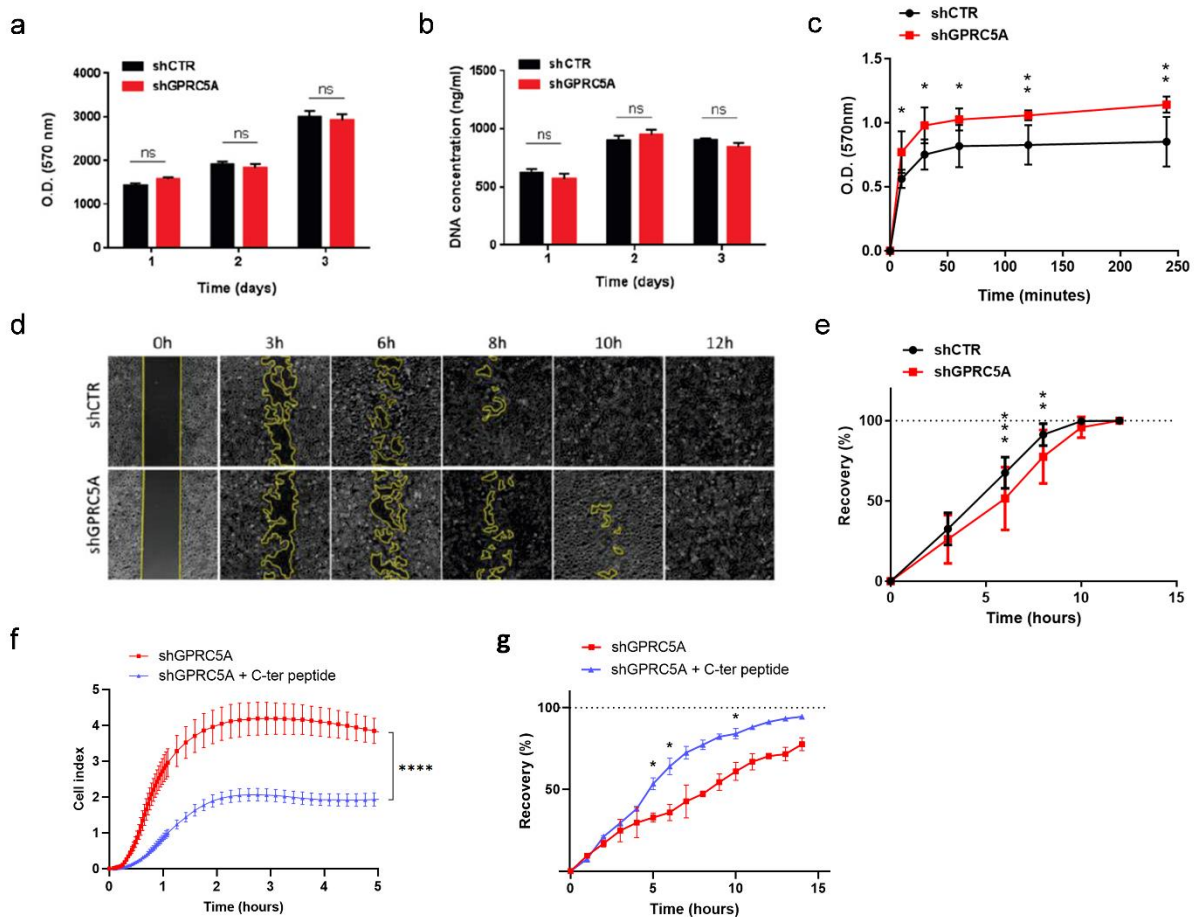 a
shCTR
shGPRC5A
O.D. (570 nm)
4000
3000
2000
1000
0
ns
ns
ns
1
2
3
Time (days)
b
shCTR
shGPRC5A
DNA concentration (ng/ml)
1500
1000
500
0
ns
ns
ns
1
2
3
Time (days)
c
shCTR
shGPRC5A
O.D. (570nm)
1.5
1.0
0.5
0.0
*
*
*
**
**
0
50
100
150
200
250
Time (minutes)
d
0h
3h
6h
8h
10h
12h
shCTR
shGPRC5A
e
shCTR
shGPRC5A
Recovery (%)
100
50
0
***
**
0
5
10
15
Time (hours)
f
shGPRC5A
shGPRC5A + C-ter peptide
Cell index
5
4
3
2
1
0
****
0
1
2
3
4
5
Time (hours)
g
shGPRC5A
shGPRC5A + C-ter peptide
Recovery (%)
100
50
0
*
*
*
0
5
10
15
Time (hours)